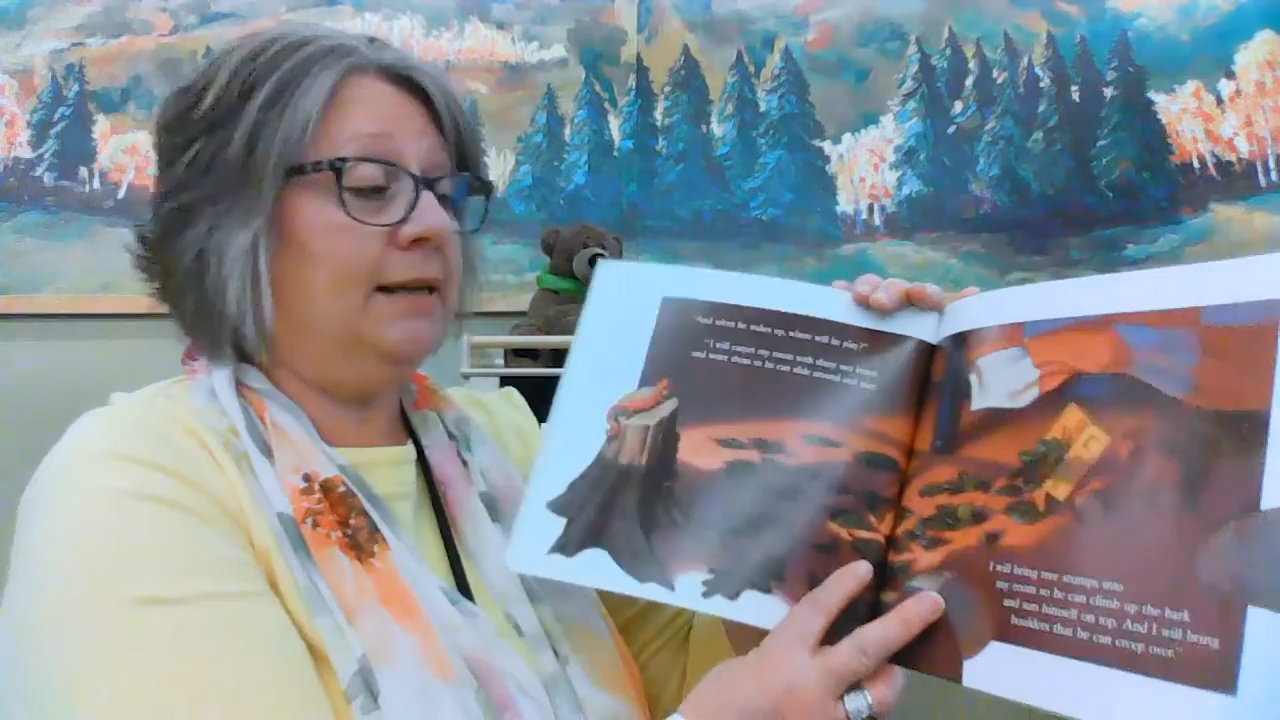 "And when he wakes up, where will he play?"
"I will carpet my room with shiny wet leaves
and water them so he can slide around and play.
I will bring tree stumps into
my room so he can climb up the bark
and sun himself on top. And I will bring
boulders that he can creep over."